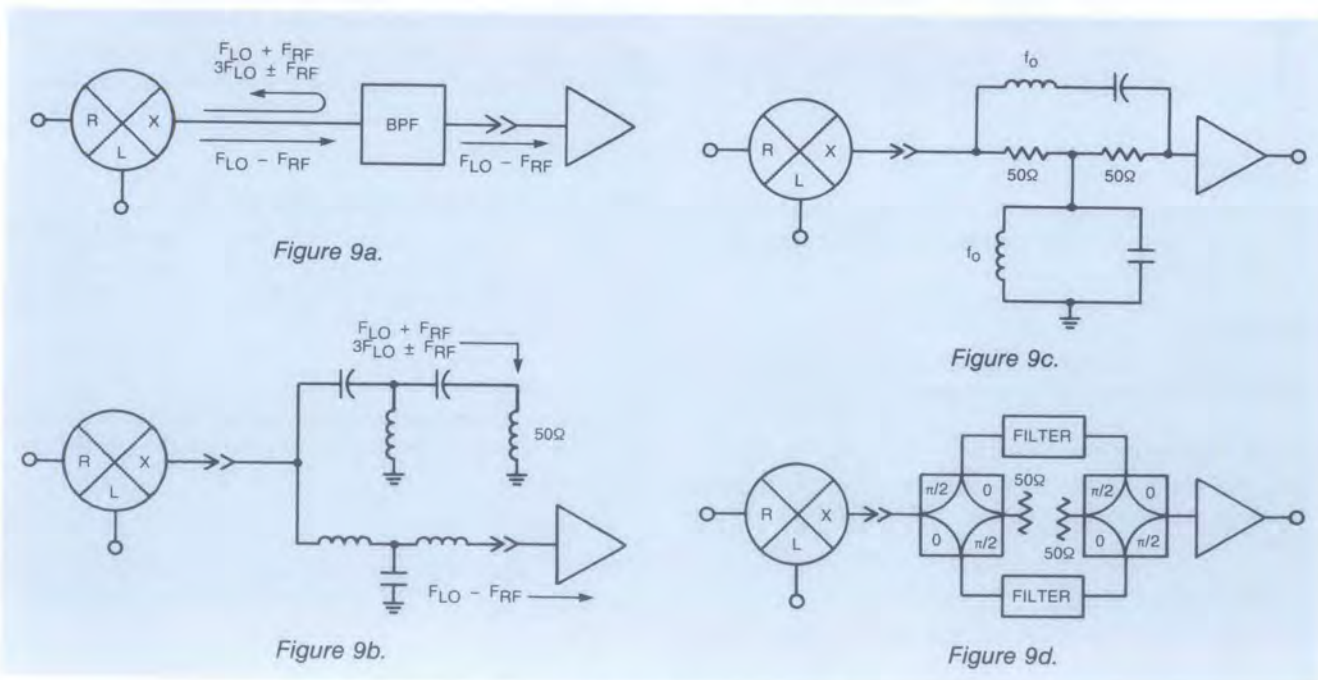 F_LO + F_RF
3F_LO ± F_RF
R X
L
BPF
F_LO − F_RF
F_LO − F_RF
Figure 9a.
F_LO + F_RF
3F_LO ± F_RF
50Ω
R X
L
F_LO − F_RF
Figure 9b.
f_o
R X
L
50Ω 50Ω
f_o
Figure 9c.
FILTER
π/2 0
50Ω
π/2 0
R X
L
0 π/2
50Ω
0 π/2
FILTER
Figure 9d.